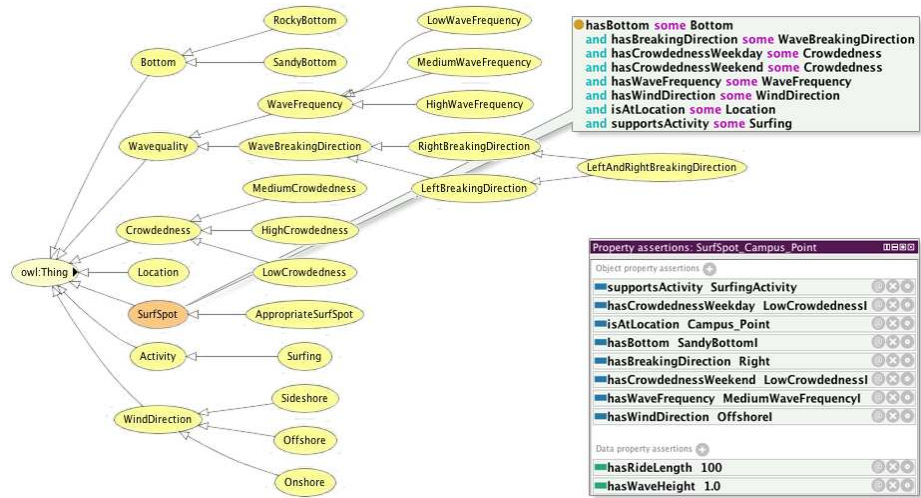 RockyBottom
LowWaveFrequency
hasBottom some Bottom
and hasBreakingDirection some WaveBreakingDirection
and hasCrowdednessWeekday some Crowdedness
and hasCrowdednessWeekend some Crowdedness
and hasWaveFrequency some WaveFrequency
and hasWindDirection some WindDirection
and isAtLocation some Location
and supportsActivity some Surfing
Bottom
SandyBottom
MediumWaveFrequency
WaveFrequency
HighWaveFrequency
Wavequality
WaveBreakingDirection
RightBreakingDirection
LeftAndRightBreakingDirection
MediumCrowdedness
LeftBreakingDirection
Crowdedness
HighCrowdedness
owl:Thing
Location
LowCrowdedness
SurfSpot
AppropriateSurfSpot
Activity
Surfing
WindDirection
Sideshore
Offshore
Onshore
Property assertions: SurfSpot_Campus_Point
Object property assertions
supportsActivity SurfingActivity
hasCrowdednessWeekday LowCrowdednessI
isAtLocation Campus_Point
hasBottom SandyBottomI
hasBreakingDirection Right
hasCrowdednessWeekend LowCrowdednessI
hasWaveFrequency MediumWaveFrequencyI
hasWindDirection OffshoreI
Data property assertions
hasRideLength 100
hasWaveHeight 1.0